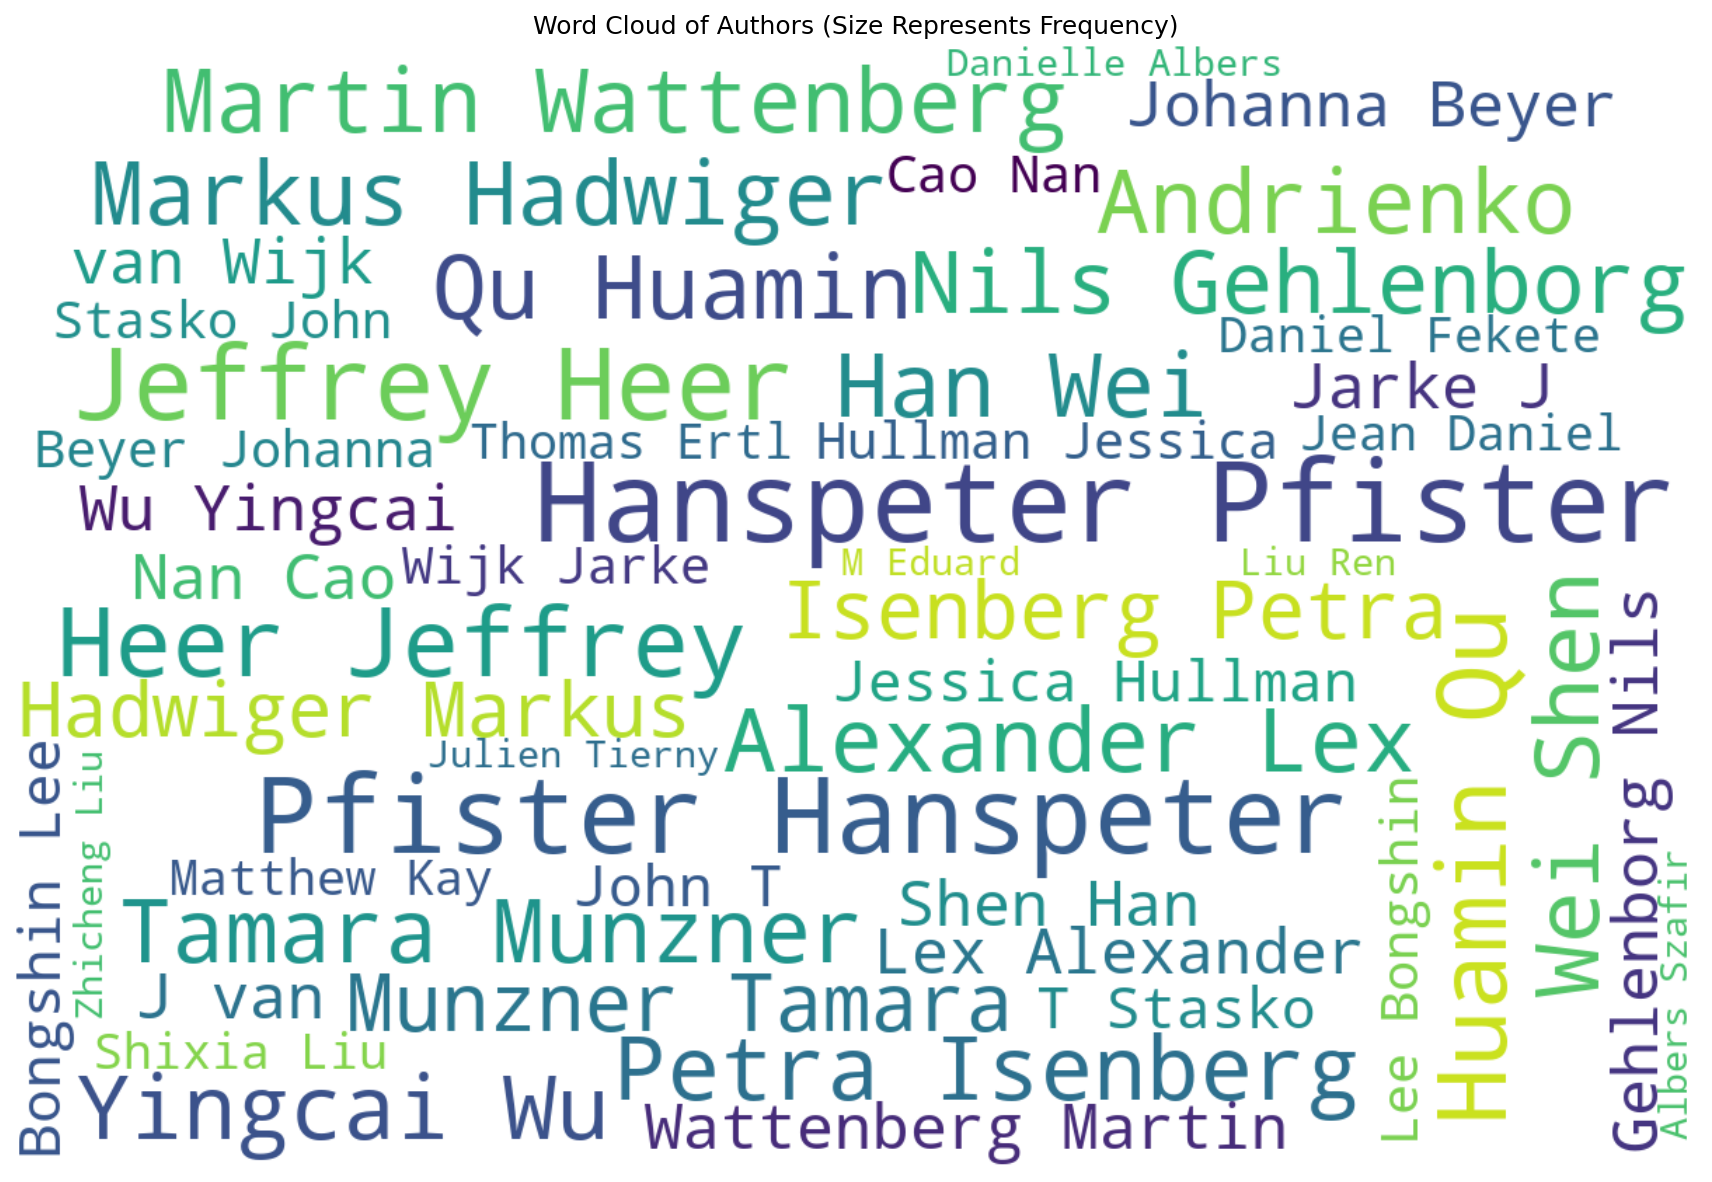 Word Cloud of Authors (Size Represents Frequency)
Danielle Albers
Martin Wattenberg
Johanna Beyer
Markus Hadwiger
Cao Nan
Andrienko
van Wijk
Qu Huamin
Nils Gehlenborg
Stasko John
Daniel Fekete
Jeffrey Heer
Han Wei
Jarke J
Beyer Johanna
Thomas Ertl
Hullman Jessica
Jean Daniel
Wu Yingcai
Hanspeter Pfister
Nan Cao
Wijk Jarke
M Eduard
Liu Ren
Heer Jeffrey
Isenberg Petra
Hadwiger Markus
Jessica Hullman
Alexander Lex
Julien Tierny
Huamin Qu
Wei Shen
Gehlenborg Nils
Bongshin Lee
Zhicheng Liu
Pfister Hanspeter
Lee Bongshin
Albers Szafir
Matthew Kay
John T
Shen Han
Tamara Munzner
Lex Alexander
J van
Munzner Tamara
T Stasko
Shixia Liu
Petra Isenberg
Yingcai Wu
Wattenberg Martin